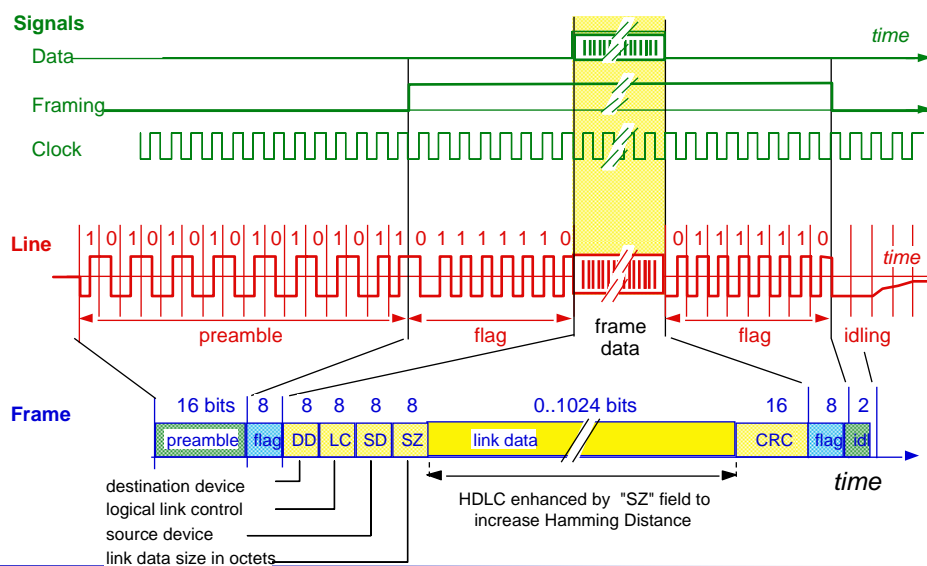 Signals
Data
time
Framing
Clock
Line
1 0 1 0 1 0 1 0 1 0 1 0 1 0 1 1 0 1 1 1 1 1 1 0
0 1 1 1 1 1 1 0
time
preamble
flag
frame
data
flag
idling
Frame
16 bits 8 8 8 8 8 0..1024 bits 16 8 2
preamble flag DD LC SD SZ link data CRC flag idl
time
destination device
logical link control
source device
link data size in octets
HDLC enhanced by "SZ" field to
increase Hamming Distance